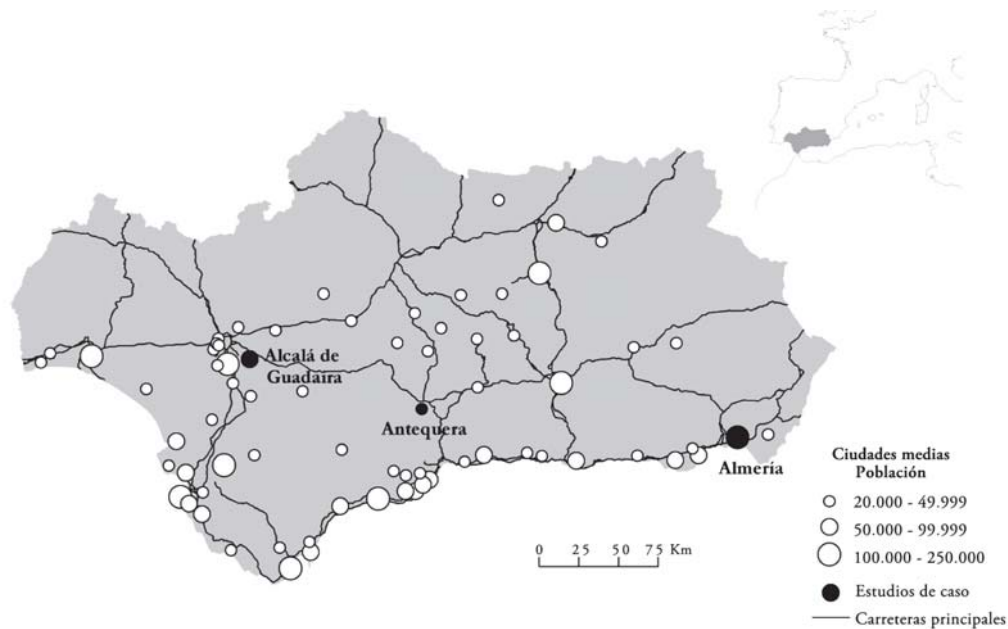 Alcalá de
Guadaíra
Antequera
Almería
0 25 50 75 Km
Ciudades medias
Población
20.000 - 49.999
50.000 - 99.999
100.000 - 250.000
Estudios de caso
Carreteras principales